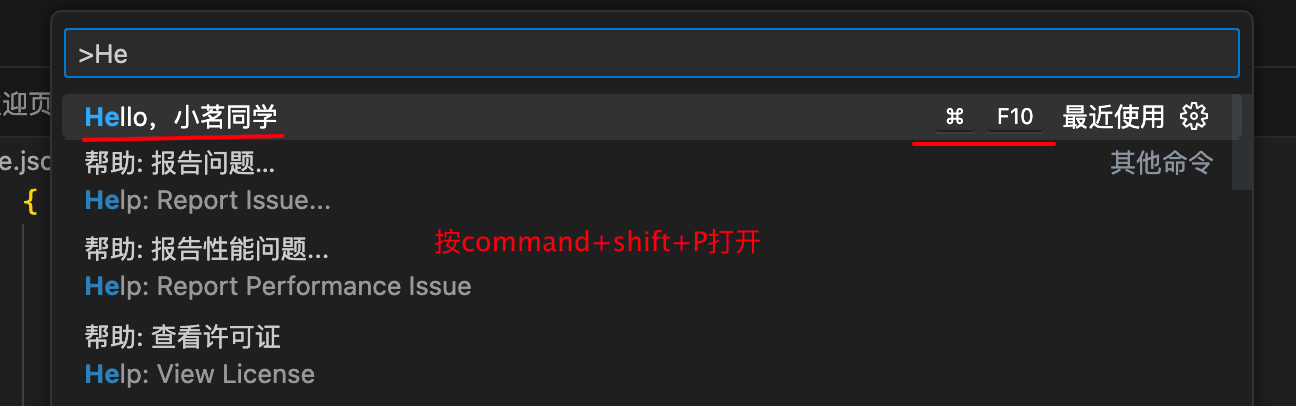 >He
迎页
Hello，小茗同学 ⌘ F10 最近使用
e.jsc
帮助: 报告问题... 其他命令
{
Help: Report Issue...
帮助: 报告性能问题...
按command+shift+P打开
Help: Report Performance Issue
帮助: 查看许可证
Help: View License